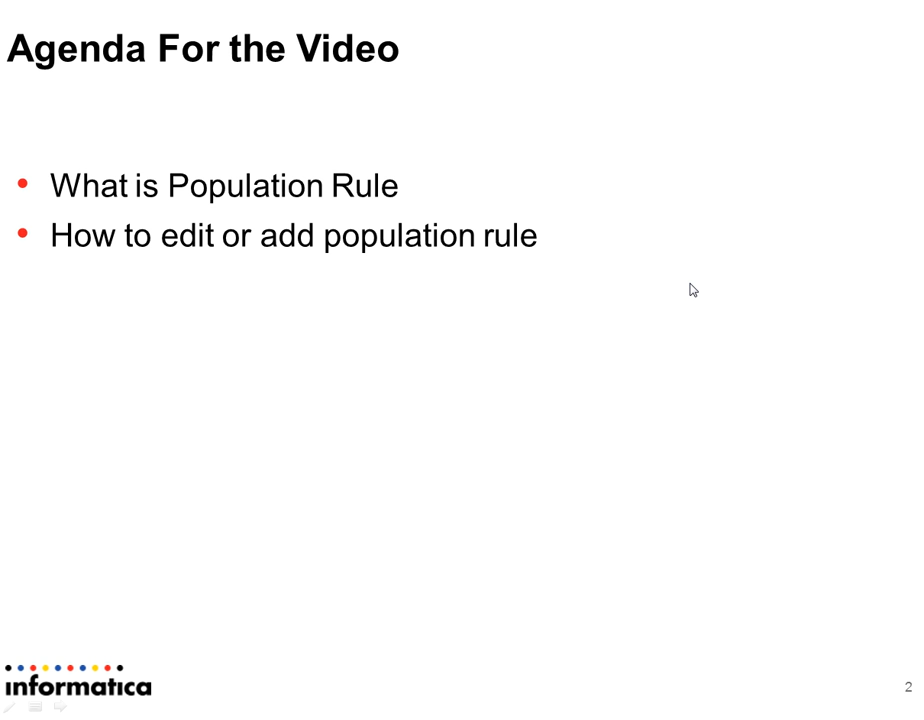 Agenda For the Video
What is Population Rule
How to edit or add population rule
informatica
2